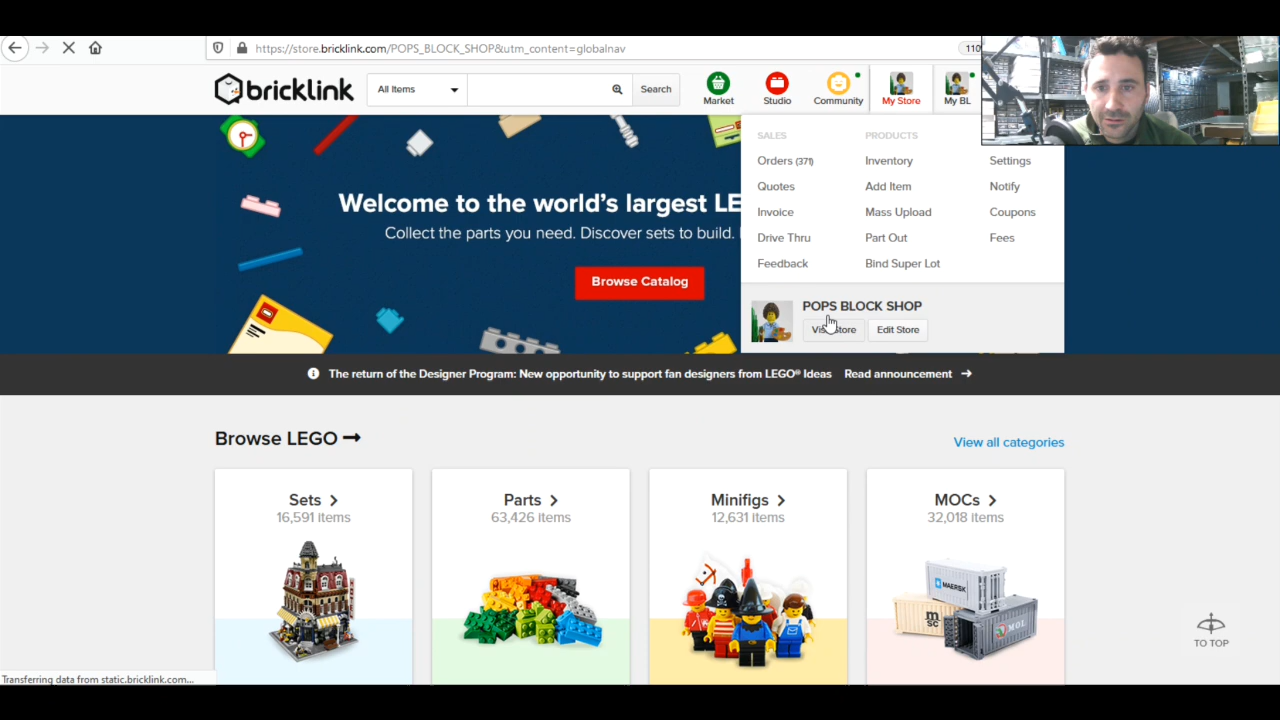 https://store.bricklink.com/POPS_BLOCK_SHOP&utm_content=globalnav
110
bricklink
All Items
Search
Market
Studio
Community
My Store
My BL
SALES
PRODUCTS
Orders (371)
Inventory
Settings
Quotes
Add Item
Notify
Invoice
Mass Upload
Coupons
Drive Thru
Part Out
Fees
Feedback
Bind Super Lot
POPS BLOCK SHOP
Visit Store
Edit Store
Welcome to the world's largest LE
Collect the parts you need. Discover sets to build.
Browse Catalog
The return of the Designer Program: New opportunity to support fan designers from LEGO® Ideas Read announcement
Browse LEGO
View all categories
Sets
16,591 Items
Parts
63,426 Items
Minifigs
12,631 Items
MOCs
32,018 Items
MAERSK
msc
MOL
TO TOP
Transferring data from static.bricklink.com...